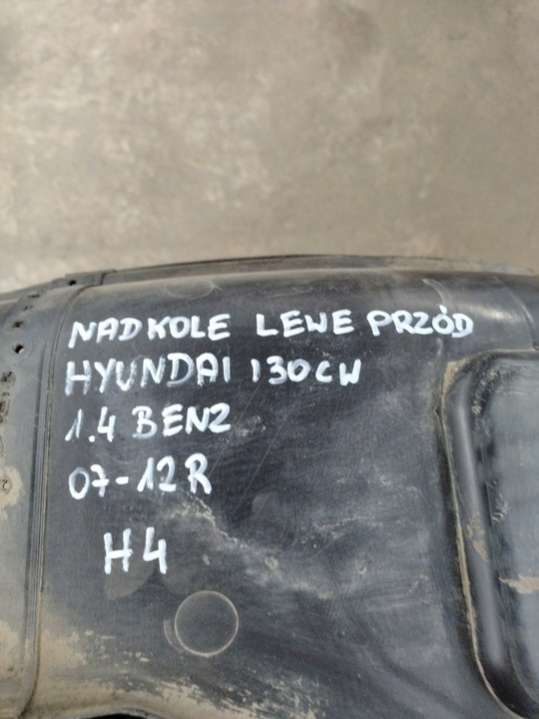 NADKOLE LEWE PRZÓD
HYUNDAI i30CW
1.4 BENZ
07-12R
H4